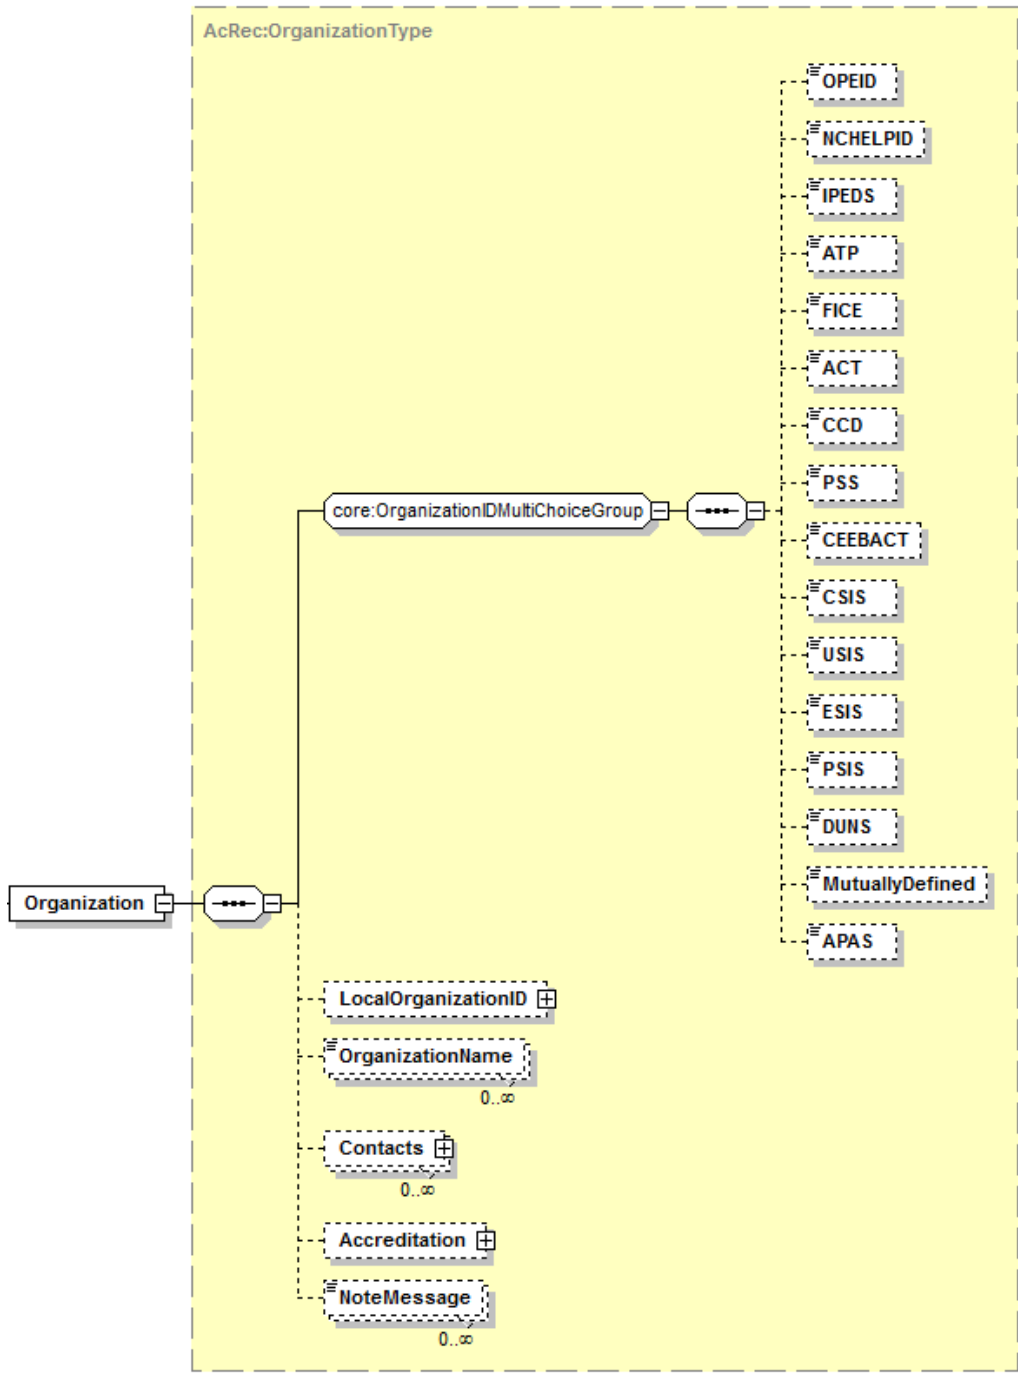 AcRec:OrganizationType
OPEID
NCHELPID
IPEDS
ATP
FICE
ACT
CCD
PSS
core:OrganizationIDMultiChoiceGroup
CEEBACT
CSIS
USIS
ESIS
PSIS
DUNS
MutuallyDefined
Organization
APAS
LocalOrganizationID
OrganizationName
0..∞
Contacts
0..∞
Accreditation
NoteMessage
0..∞